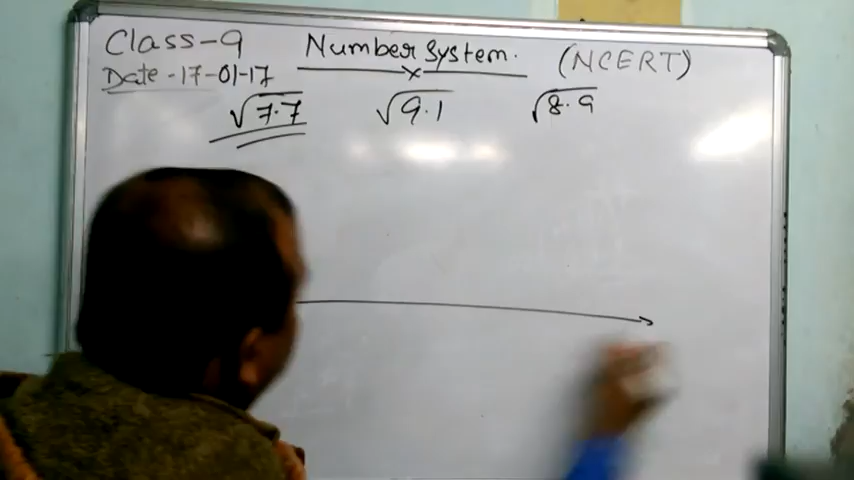 Class-9 Number System. (NCERT)
Date-17-01-17
√7.7 √9.1 √8.9